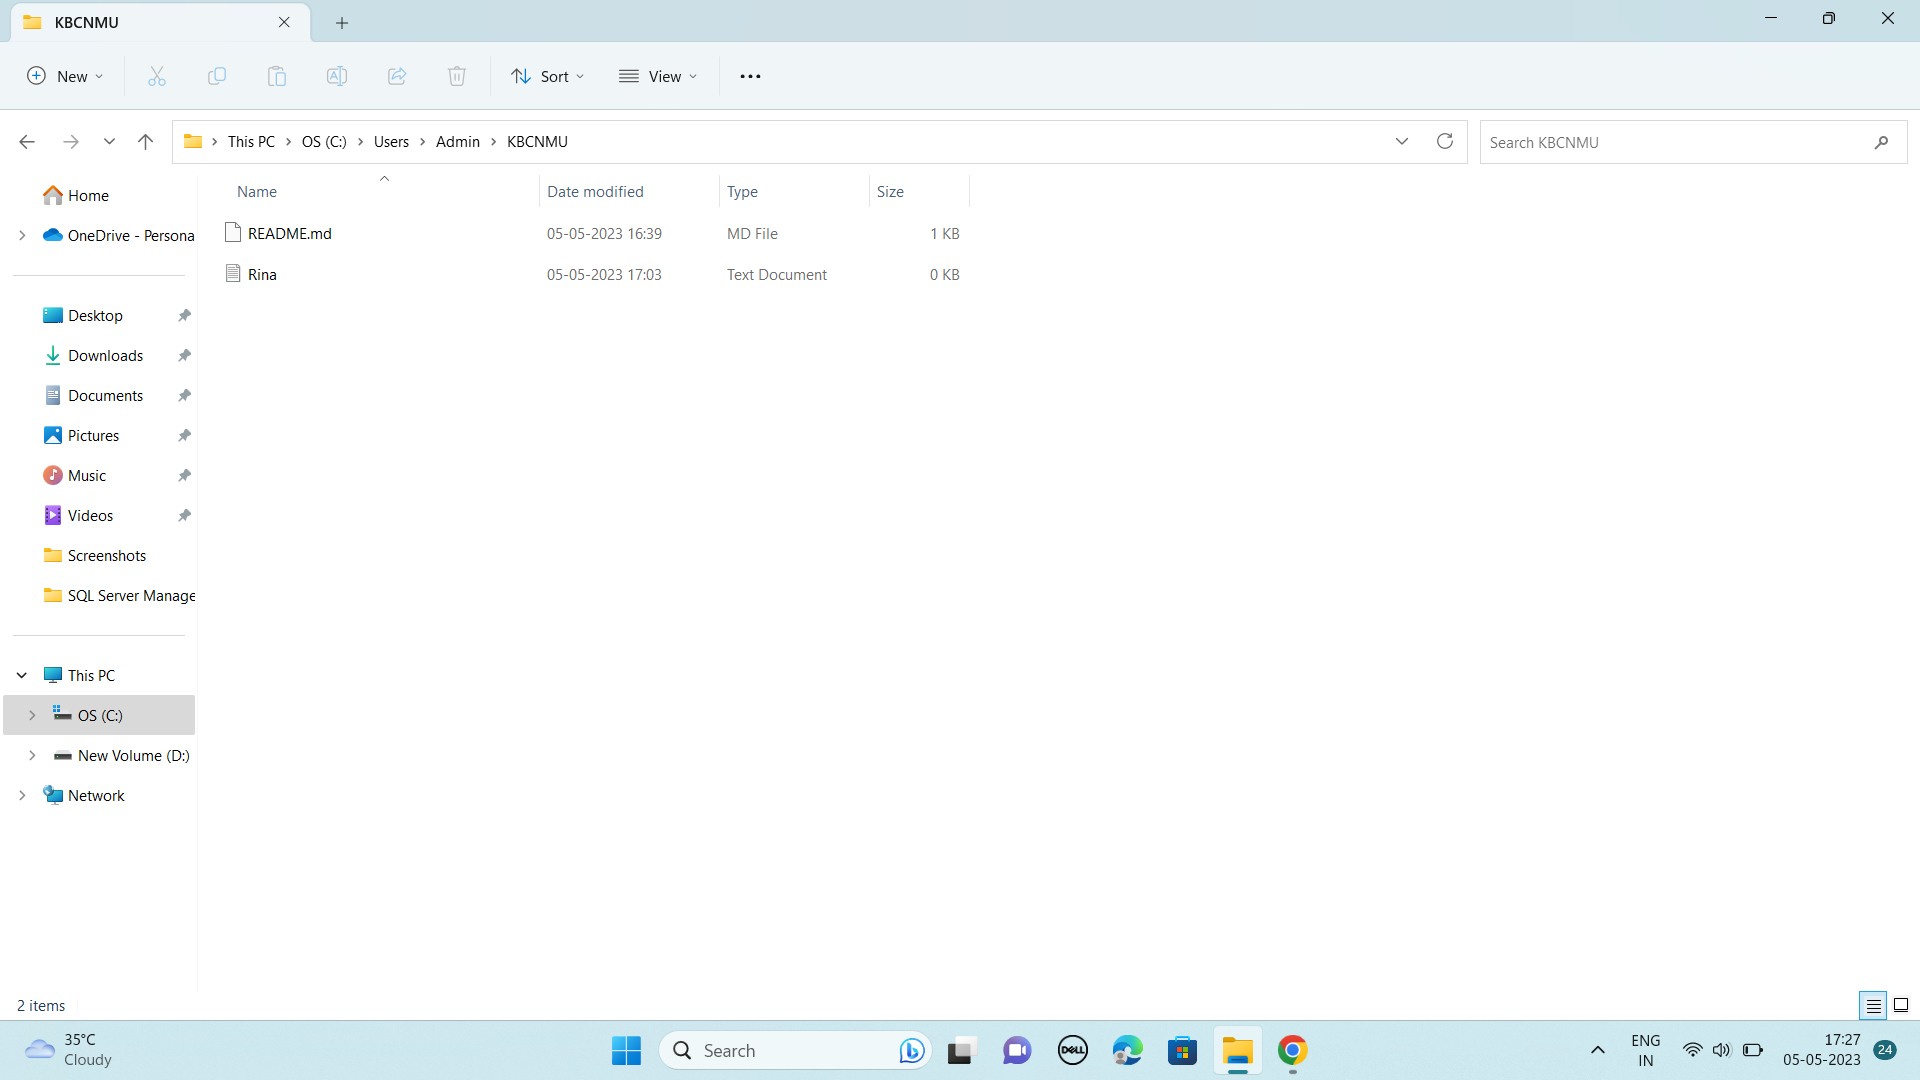 KBCNMU
New
Sort
View
This PC
OS (C:)
Users
Admin
KBCNMU
Search KBCNMU
Name
Date modified
Type
Size
README.md
05-05-2023 16:39
MD File
1 KB
Rina
05-05-2023 17:03
Text Document
0 KB
Home
OneDrive - Persona
Desktop
Downloads
Documents
Pictures
Music
Videos
Screenshots
SQL Server Manage
This PC
OS (C:)
New Volume (D:)
Network
2 items
35°C
Cloudy
Search
DELL
ENG
IN
17:27
05-05-2023
24